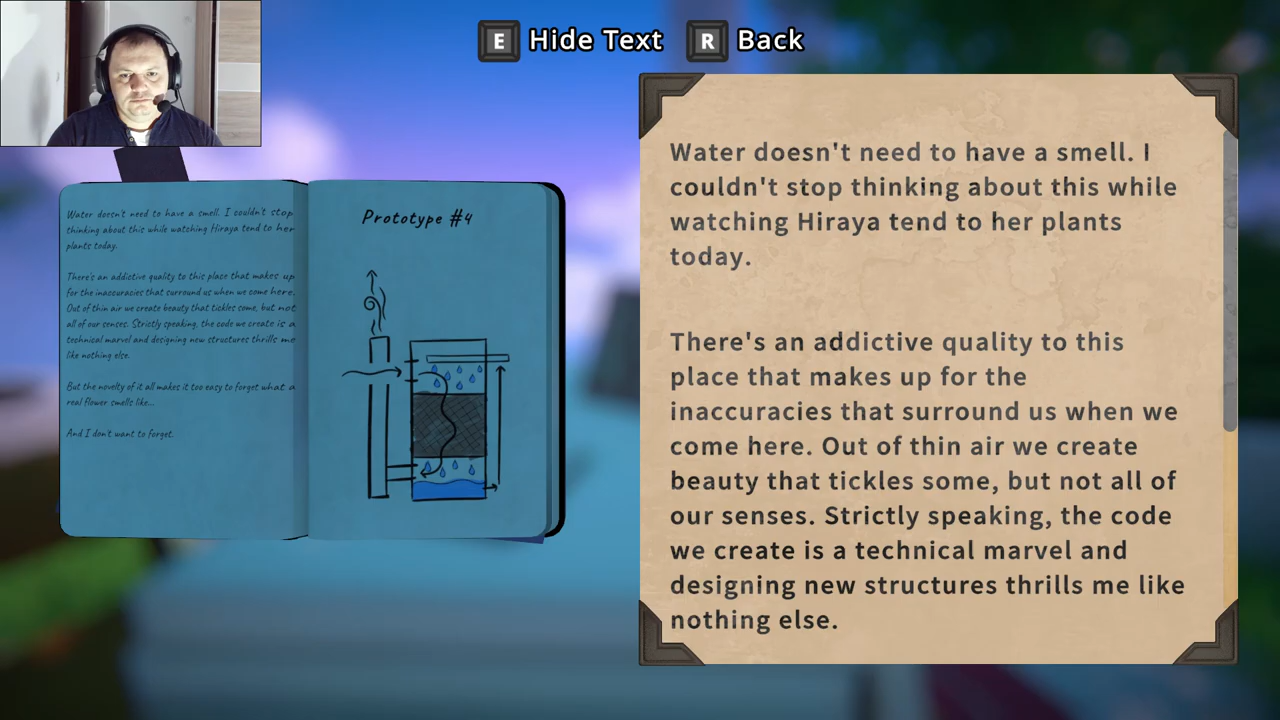 E Hide Text R Back
Water doesn't need to have a smell. I couldn't stop
thinking about this while watching Hiraya tend to her
plants today.
There's an addictive quality to this place that makes up
for the inaccuracies that surround us when we come here.
Out of thin air we create beauty that tickles some, but not
all of our senses. Strictly speaking, the code we create is a
technical marvel and designing new structures thrills me
like nothing else.
But the novelty of it all makes it too easy to forget what a
real flower smells like...
And I don't want to forget.
Prototype #4
Water doesn't need to have a smell. I
couldn't stop thinking about this while
watching Hiraya tend to her plants
today.
There's an addictive quality to this
place that makes up for the
inaccuracies that surround us when we
come here. Out of thin air we create
beauty that tickles some, but not all of
our senses. Strictly speaking, the code
we create is a technical marvel and
designing new structures thrills me like
nothing else.